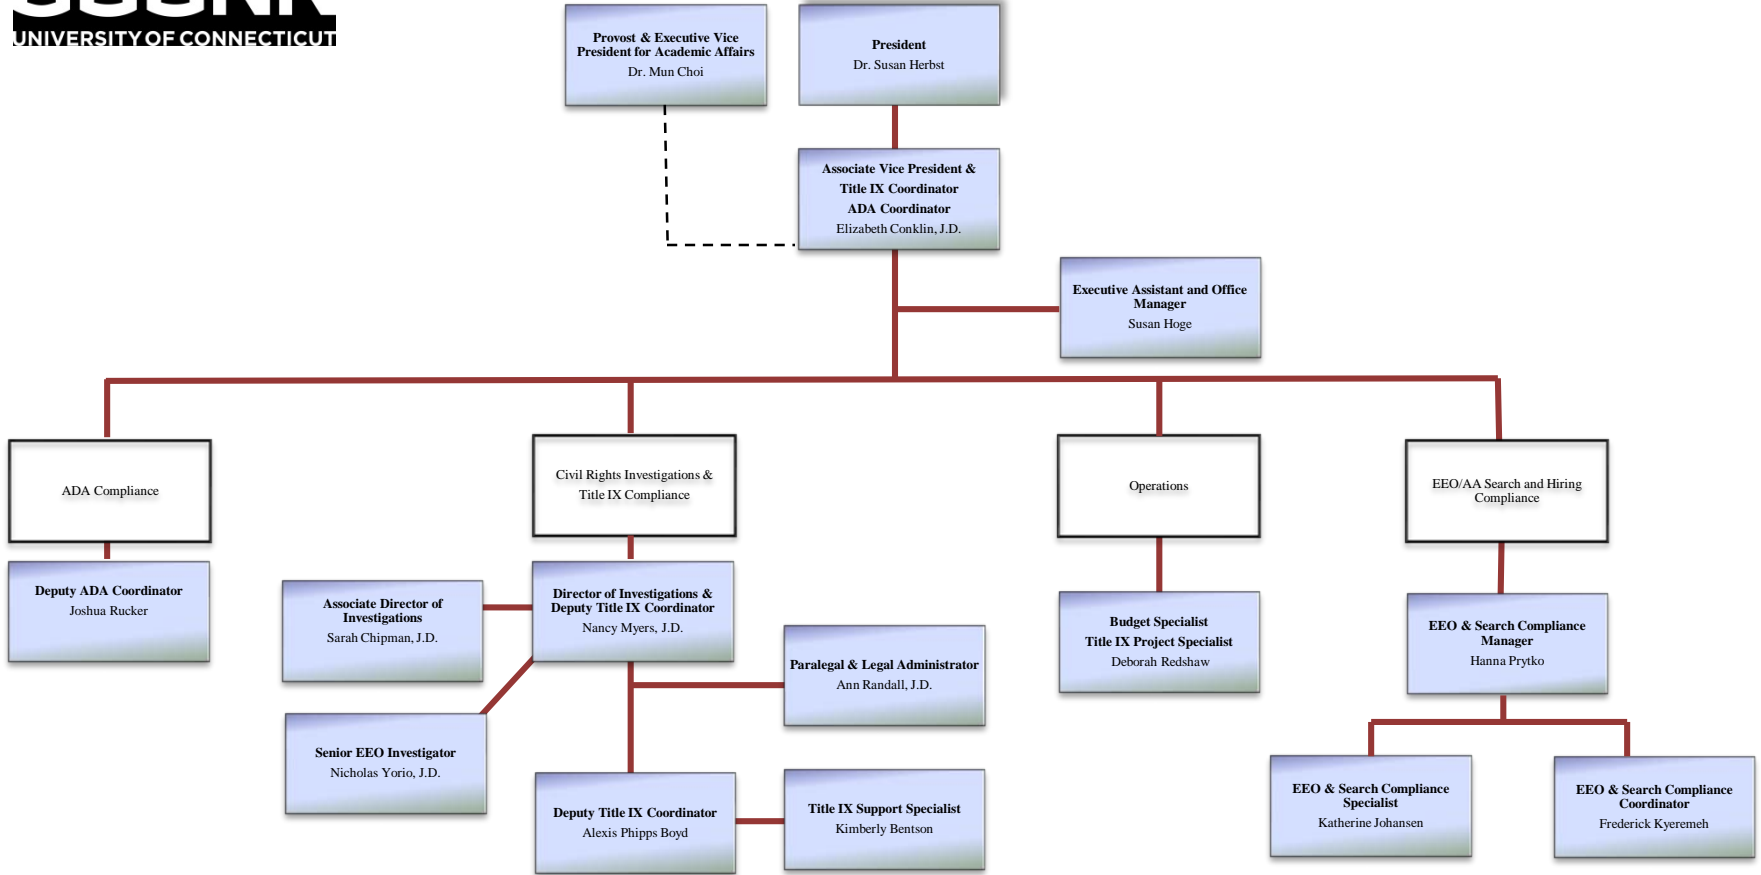 UNIVERSITY OF CONNECTICUT
Provost & Executive Vice
President for Academic Affairs
Dr. Mun Choi
President
Dr. Susan Herbst
Associate Vice President &
Title IX Coordinator
ADA Coordinator
Elizabeth Conklin, J.D.
Executive Assistant and Office
Manager
Susan Hoge
ADA Compliance
Civil Rights Investigations &
Title IX Compliance
Operations
EEO/AA Search and Hiring
Compliance
Deputy ADA Coordinator
Joshua Rucker
Associate Director of
Investigations
Sarah Chipman, J.D.
Director of Investigations &
Deputy Title IX Coordinator
Nancy Myers, J.D.
Paralegal & Legal Administrator
Ann Randall, J.D.
Budget Specialist
Title IX Project Specialist
Deborah Redshaw
EEO & Search Compliance
Manager
Hanna Prytko
Senior EEO Investigator
Nicholas Yorio, J.D.
Deputy Title IX Coordinator
Alexis Phipps Boyd
Title IX Support Specialist
Kimberly Bentson
EEO & Search Compliance
Specialist
Katherine Johansen
EEO & Search Compliance
Coordinator
Frederick Kyeremeh